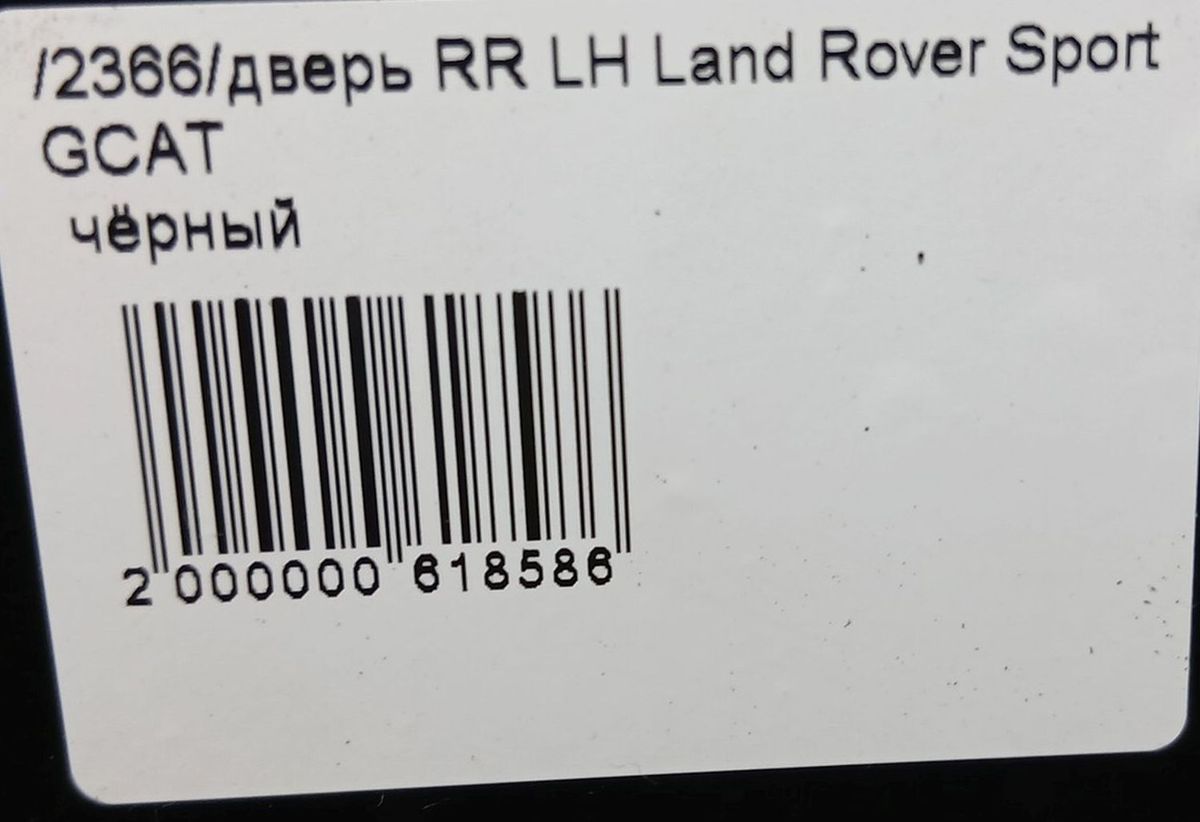 /2366/дверь RR LH Land Rover Sport
GCAT
чёрный
2 000000 618586